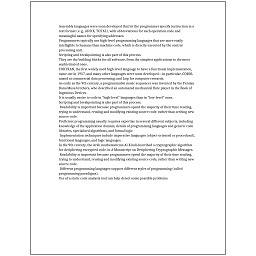 Assembly languages were soon developed that let the programmer specify instruction in a
text format (e.g., ADD X, TOTAL), with abbreviations for each operation code and
meaningful names for specifying addresses.
Programmers typically use high-level programming languages that are more easily
intelligible to humans than machine code, which is directly executed by the central
processing unit.
Scripting and breakpointing is also part of this process.
They are the building blocks for all software, from the simplest applications to the most
sophisticated ones.
FORTRAN, the first widely used high-level language to have a functional implementation,
came out in 1957, and many other languages were soon developed—in particular, COBOL
aimed at commercial data processing, and Lisp for computer research.
As early as the 9th century, a programmable music sequencer was invented by the Persian
Banu Musa brothers, who described an automated mechanical flute player in the Book of
Ingenious Devices.
It is usually easier to code in "high-level" languages than in "low-level" ones.
Scripting and breakpointing is also part of this process.
Readability is important because programmers spend the majority of their time reading,
trying to understand, reusing and modifying existing source code, rather than writing new
source code.
Proficient programming usually requires expertise in several different subjects, including
knowledge of the application domain, details of programming languages and generic code
libraries, specialized algorithms, and formal logic.
Implementation techniques include imperative languages (object-oriented or procedural),
functional languages, and logic languages.
In the 9th century, the Arab mathematician Al-Kindi described a cryptographic algorithm
for deciphering encrypted code, in A Manuscript on Deciphering Cryptographic Messages.
Readability is important because programmers spend the majority of their time reading,
trying to understand, reusing and modifying existing source code, rather than writing new
source code.
Different programming languages support different styles of programming (called
programming paradigms).
Use of a static code analysis tool can help detect some possible problems.